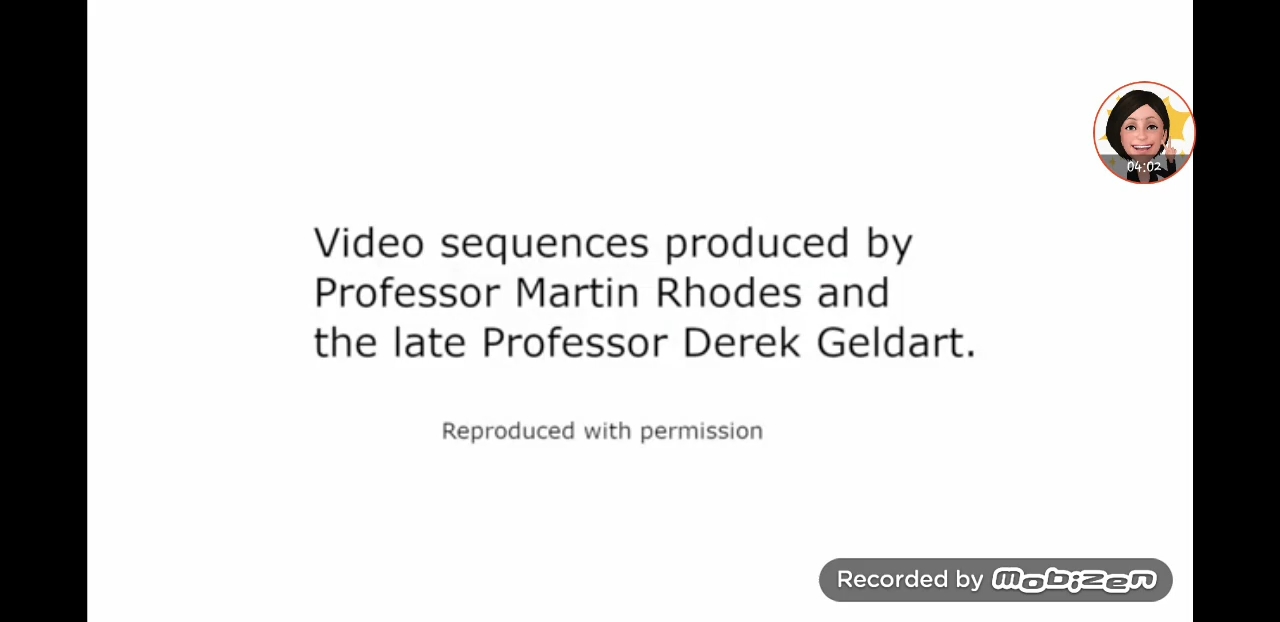 04:02
Video sequences produced by
Professor Martin Rhodes and
the late Professor Derek Geldart.
Reproduced with permission
Recorded by mobizen